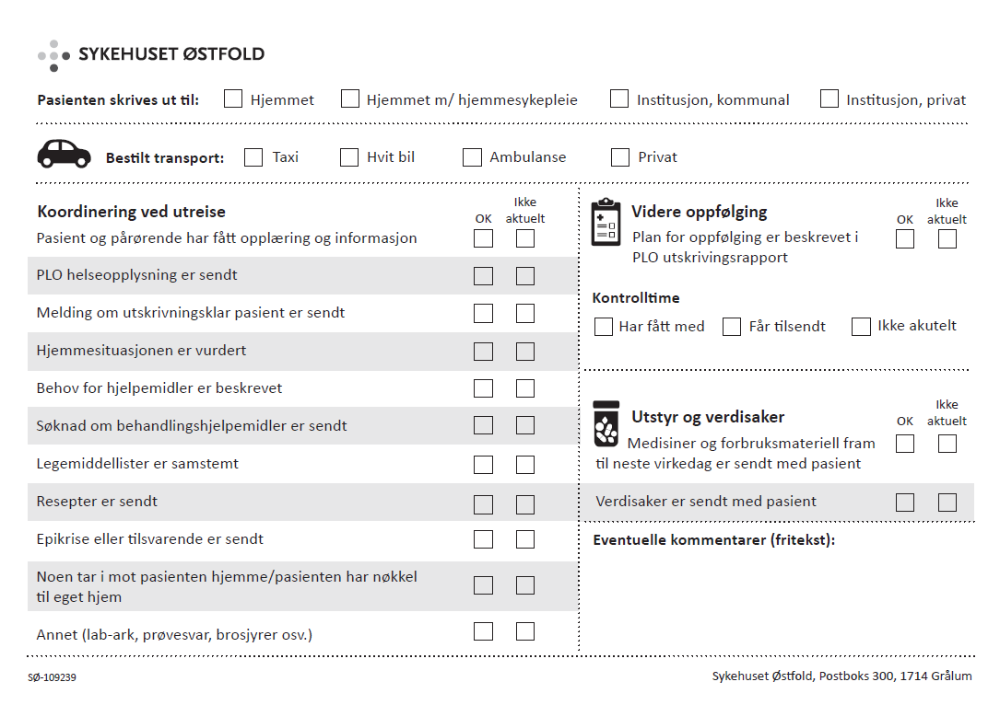 SYKEHUSET ØSTFOLD
Pasienten skrives ut til: Hjemmet Hjemmet m/ hjemmesykepleie Institusjon, kommunal Institusjon, privat
Bestilt transport: Taxi Hvit bil Ambulanse Privat
Koordinering ved utreise
OK
Ikke
aktuelt
Pasient og pårørende har fått opplæring og informasjon
PLO helseopplysning er sendt
Melding om utskrivningsklar pasient er sendt
Hjemmesituasjonen er vurdert
Behov for hjelpemidler er beskrevet
Søknad om behandlingshjelpemidler er sendt
Legemiddellister er samstemt
Resepter er sendt
Epikrise eller tilsvarende er sendt
Noen tar i mot pasienten hjemme/pasienten har nøkkel
til eget hjem
Annet (lab-ark, prøvesvar, brosjyrer osv.)
Videre oppfølging
OK
Ikke
aktuelt
Plan for oppfølging er beskrevet i
PLO utskrivingsrapport
Kontrolltime
Har fått med Får tilsendt Ikke akutelt
Utstyr og verdisaker
OK
Ikke
aktuelt
Medisiner og forbruksmateriell fram
til neste virkedag er sendt med pasient
Verdisaker er sendt med pasient
Eventuelle kommentarer (fritekst):
SØ-109239
Sykehuset Østfold, Postboks 300, 1714 Grålum